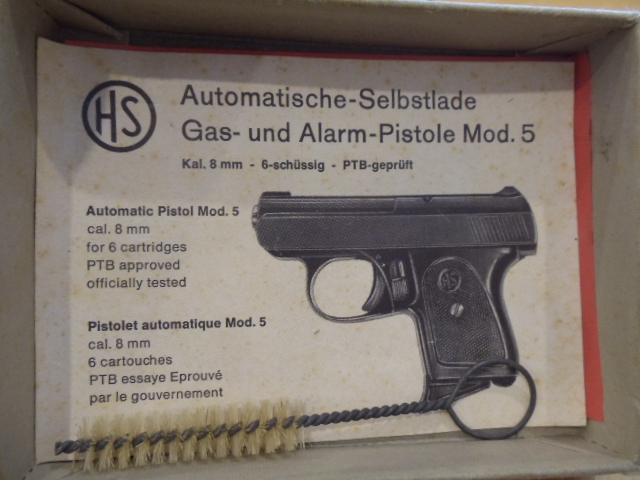 HS
Automatische-Selbstlade
Gas- und Alarm-Pistole Mod. 5
Kal. 8 mm - 6-schüssig - PTB-geprüft
Automatic Pistol Mod. 5
cal. 8 mm
for 6 cartridges
PTB approved
officially tested
HS
Pistolet automatique Mod. 5
cal. 8 mm
6 cartouches
PTB essaye Eprouvé
par le gouvernement